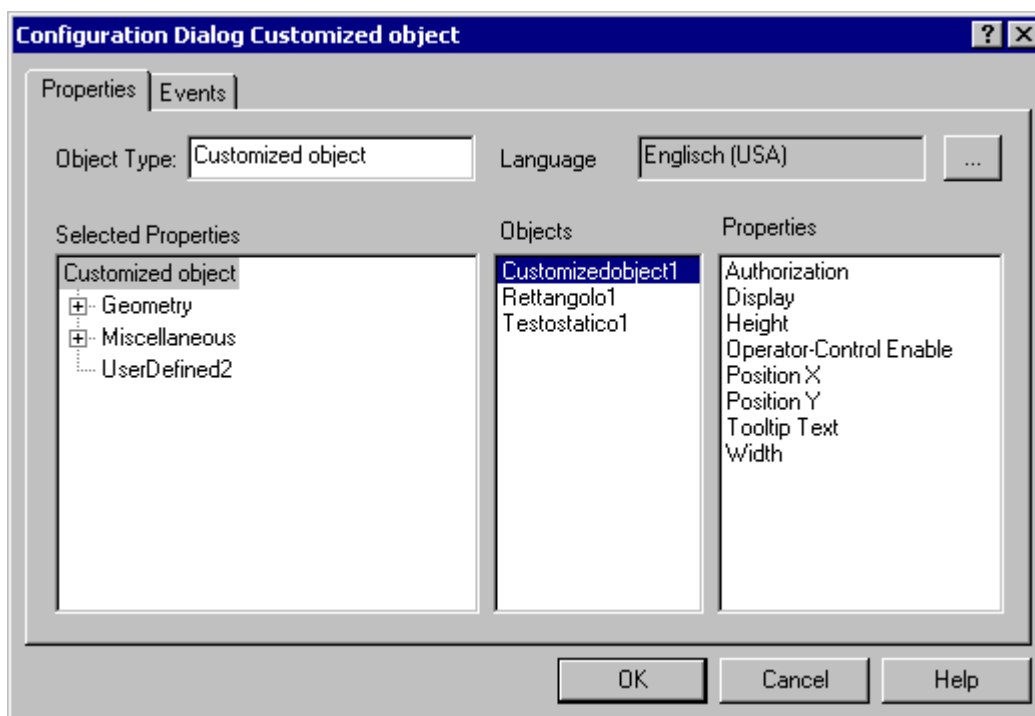 Configuration Dialog Customized object
Properties
Events
Object Type:
Customized object
Language
Englisch (USA)
...
Selected Properties
Customized object
Geometry
Miscellaneous
UserDefined2
Objects
Customizedobject1
Rettangolo1
Testostatico1
Properties
Authorization
Display
Height
Operator-Control Enable
Position X
Position Y
Tooltip Text
Width
OK
Cancel
Help